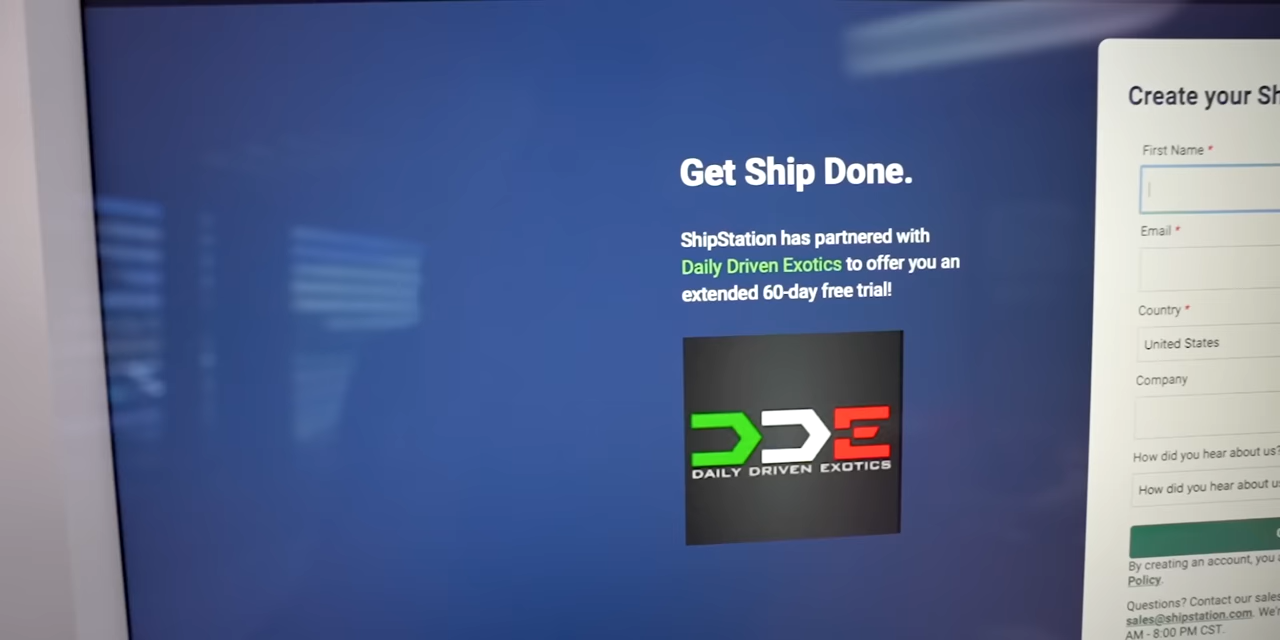 Get Ship Done.
ShipStation has partnered with
Daily Driven Exotics to offer you an
extended 60-day free trial!
DDE
DAILY DRIVEN EXOTICS
Create your
First Name *
Email *
Country *
United States
Company
How did you hear about us?
How did you hear about
By creating an account, you
Policy.
Questions? Contact our sales
sales@shipstation.com. We're
AM - 8:00 PM CST.